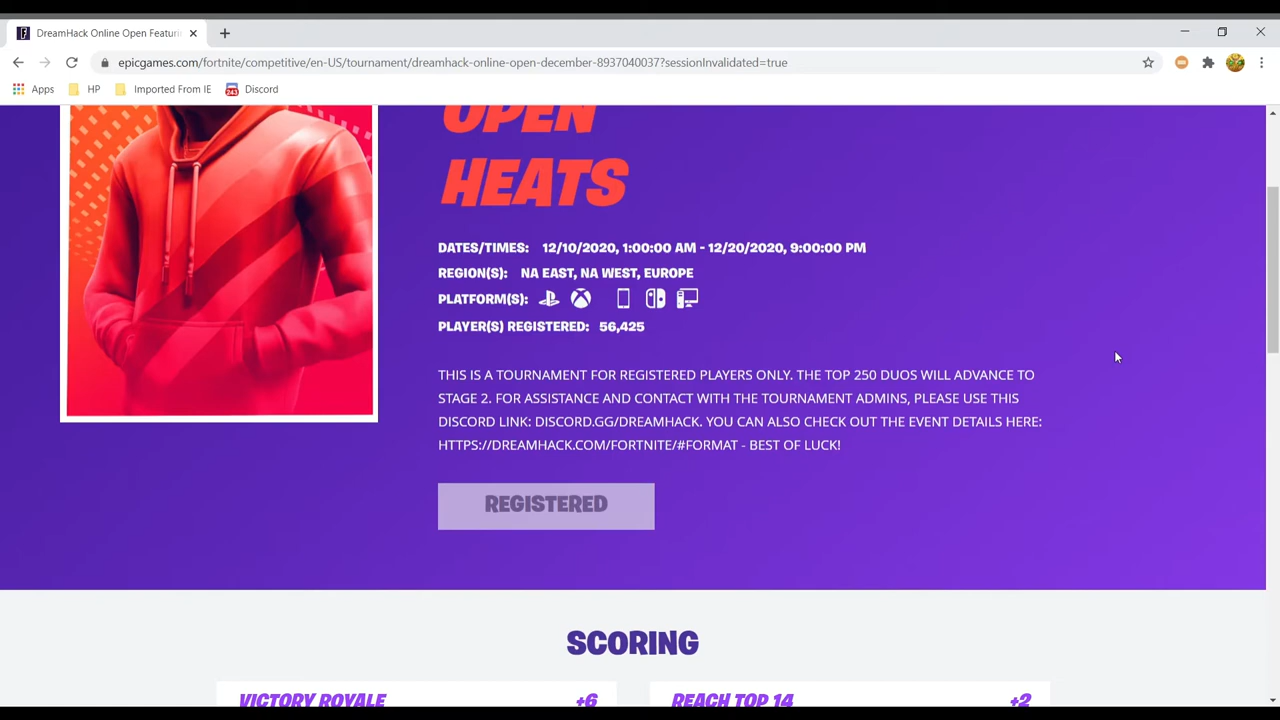 DreamHack Online Open Featuri
epicgames.com/fortnite/competitive/en-US/tournament/dreamhack-online-open-december-8937040037?sessionInvalidated=true
Apps HP Imported From IE 243 Discord
OPEN
HEATS
DATES/TIMES: 12/10/2020, 1:00:00 AM - 12/20/2020, 9:00:00 PM
REGION(S): NA EAST, NA WEST, EUROPE
PLATFORM(S):
PLAYER(S) REGISTERED: 56,425
THIS IS A TOURNAMENT FOR REGISTERED PLAYERS ONLY. THE TOP 250 DUOS WILL ADVANCE TO
STAGE 2. FOR ASSISTANCE AND CONTACT WITH THE TOURNAMENT ADMINS, PLEASE USE THIS
DISCORD LINK: DISCORD.GG/DREAMHACK. YOU CAN ALSO CHECK OUT THE EVENT DETAILS HERE:
HTTPS://DREAMHACK.COM/FORTNITE/#FORMAT - BEST OF LUCK!
REGISTERED
SCORING
VICTORY ROYALE +6 REACH TOP 14 +2